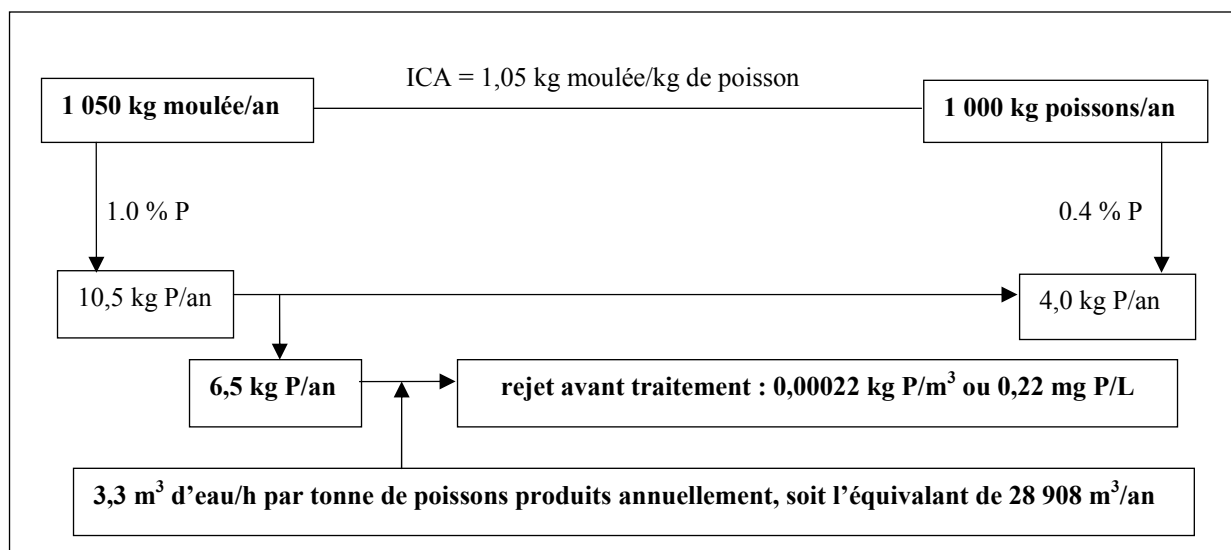 ICA = 1,05 kg moulée/kg de poisson
1 050 kg moulée/an
1 000 kg poissons/an
1.0 % P
0.4 % P
10,5 kg P/an
4,0 kg P/an
6,5 kg P/an
rejet avant traitement : 0,00022 kg P/m³ ou 0,22 mg P/L
3,3 m³ d’eau/h par tonne de poissons produits annuellement, soit l’équivalant de 28 908 m³/an